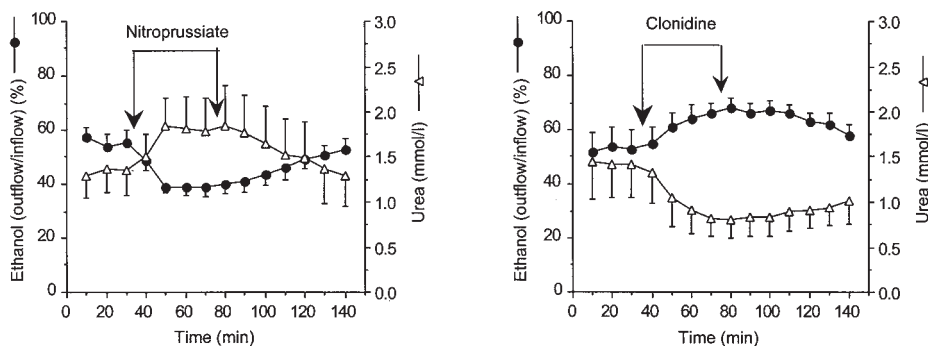 Nitroprussiate
Ethanol (outflow/inflow) (%)
100
80
60
40
20
0
3.0
2.5
2.0
1.5
1.0
0.5
0.0
Urea (mmol/l)
0 20 40 60 80 100 120 140
Time (min)
Clonidine
Ethanol (outflow/inflow) (%)
100
80
60
40
20
0
3.0
2.5
2.0
1.5
1.0
0.5
0.0
Urea (mmol/l)
0 20 40 60 80 100 120 140
Time (min)